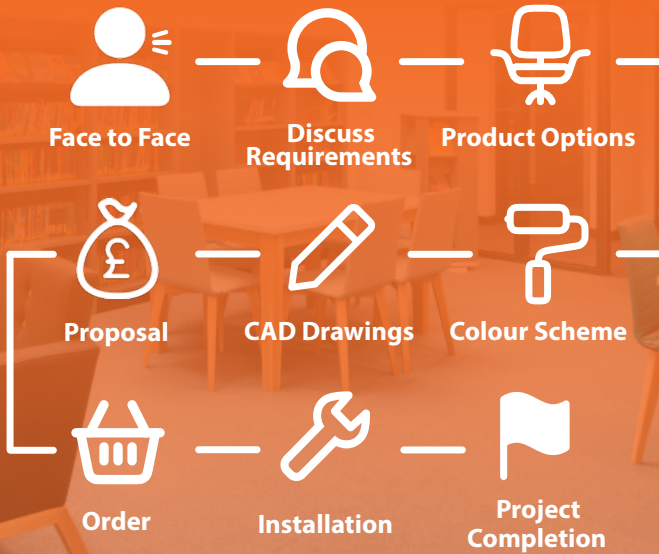 Face to Face
Discuss
Requirements
Product Options
£
Proposal
CAD Drawings
Colour Scheme
Order
Installation
Project
Completion